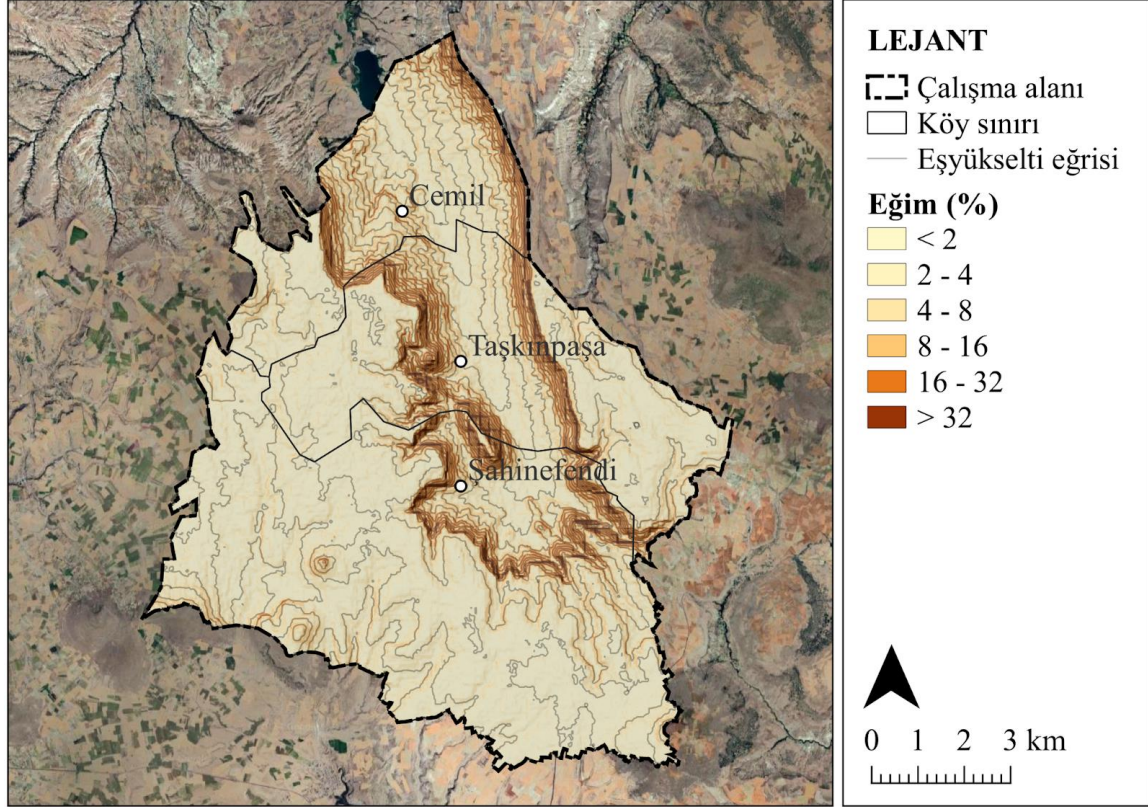 Cemil
Taşkınpaşa
Şahinefendi
LEJANT
Çalışma alanı
Köy sınırı
Eşyükselti eğrisi
Eğim (%)
< 2
2 - 4
4 - 8
8 - 16
16 - 32
> 32
0 1 2 3 km